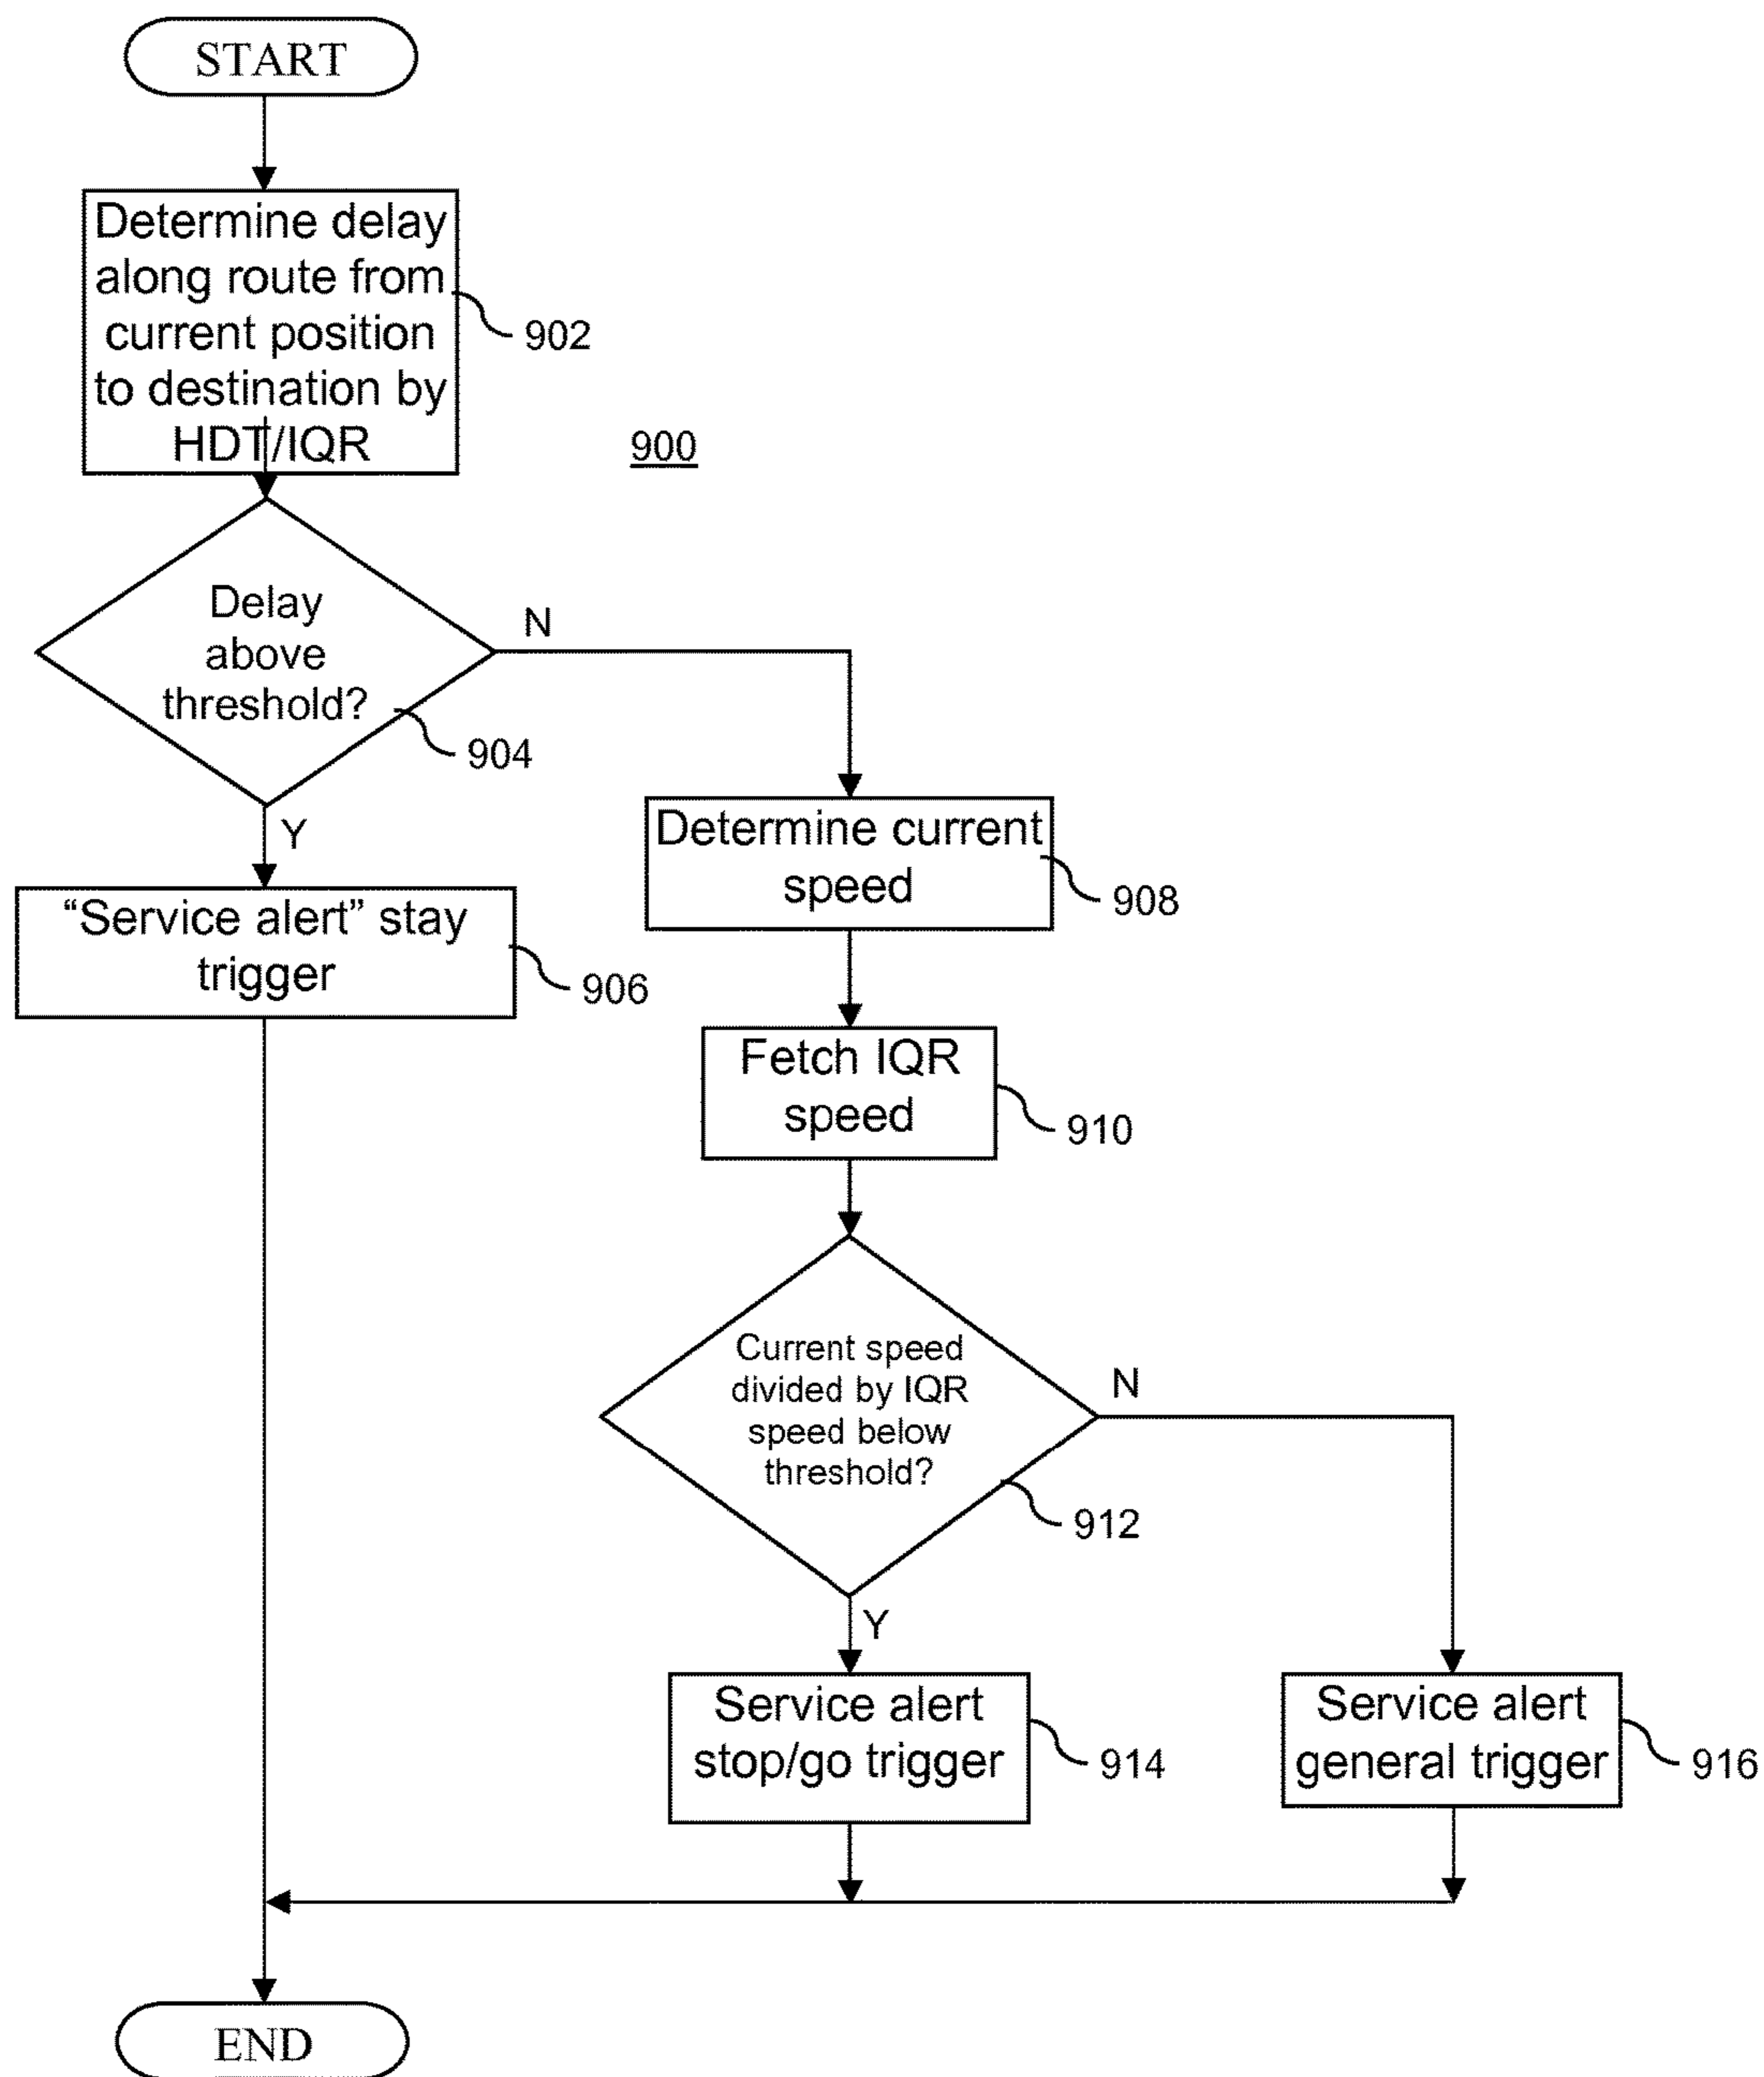 START
Determine delay
along route from
current position
to destination by
HDT/IQR
902
900
Delay
above
threshold?
N
904
Y
"Service alert" stay
trigger
906
Determine current
speed
908
Fetch IQR
speed
910
Current speed
divided by IQR
speed below
threshold?
N
912
Y
Service alert
stop/go trigger
914
Service alert
general trigger
916
END